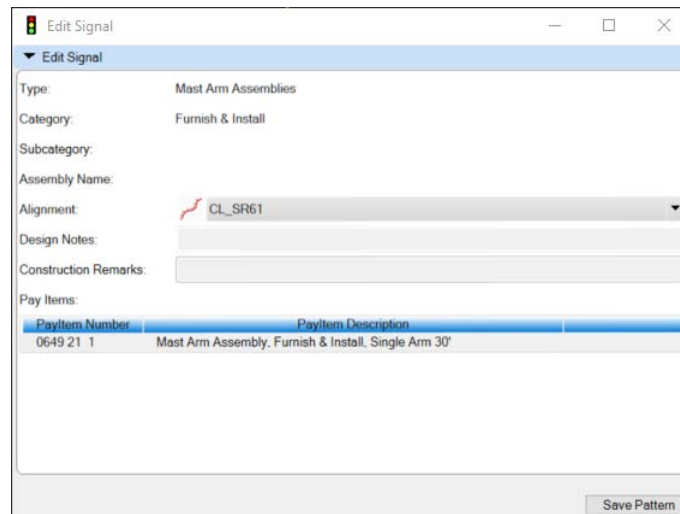 Edit Signal
Edit Signal
Type: Mast Arm Assemblies
Category: Furnish & Install
Subcategory:
Assembly Name:
Alignment: CL_SR61
Design Notes:
Construction Remarks:
Pay Items:
PayItem Number PayItem Description
0649 21 1 Mast Arm Assembly, Furnish & Install, Single Arm 30'
Save Pattern